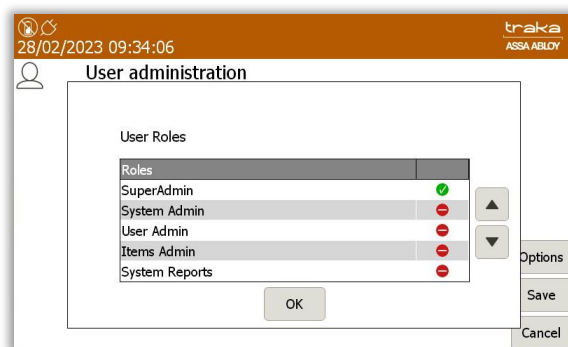 traka
28/02/2023 09:34:06
ASSA ABLOY
User administration
User Roles
Roles
SuperAdmin
System Admin
User Admin
Items Admin
System Reports
Options
OK
Save
Cancel